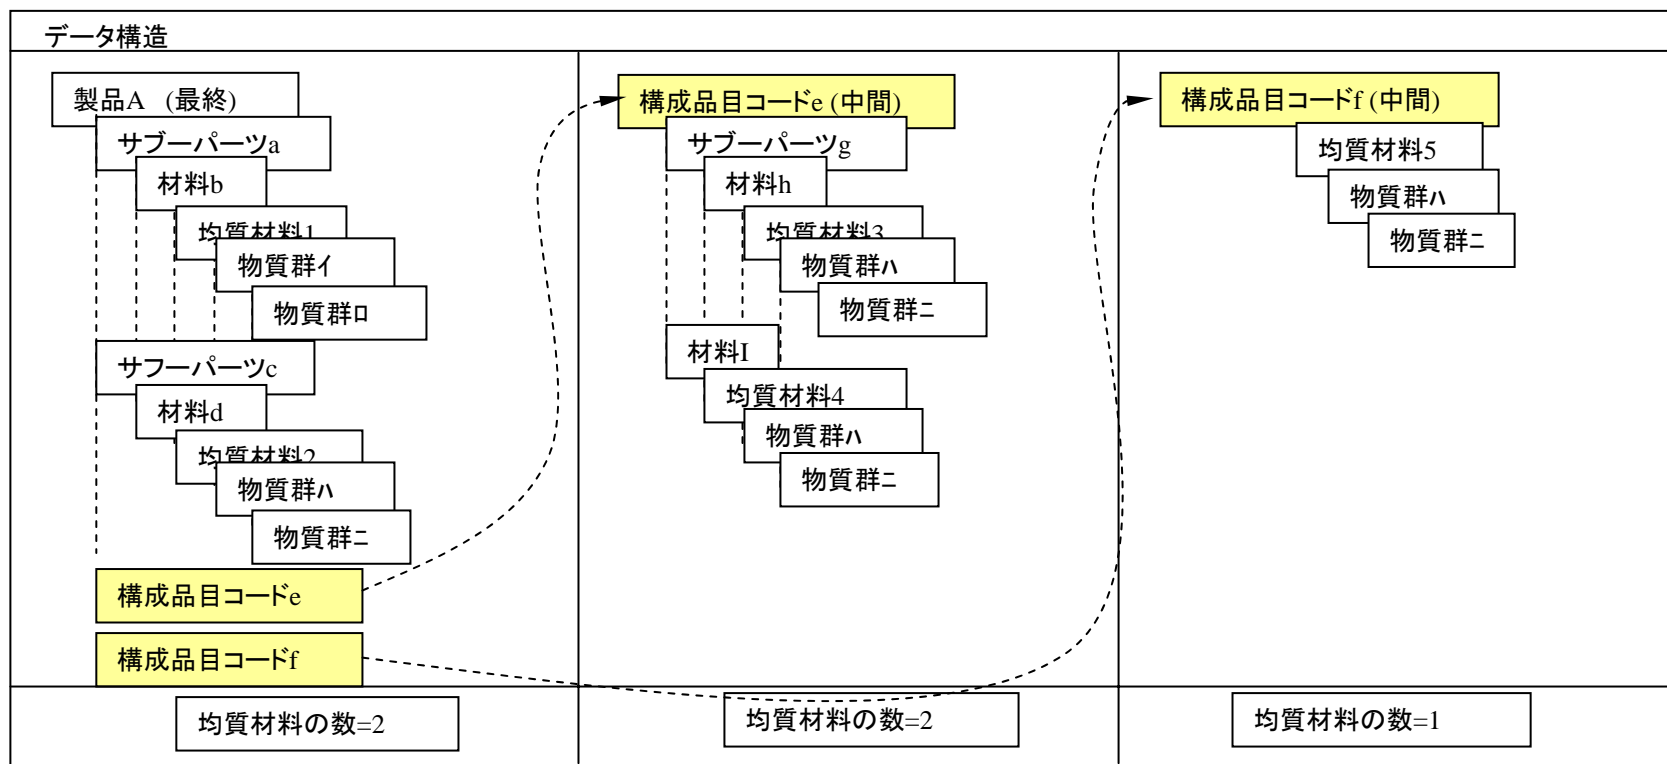 データ構造
製品A (最終)
サブーパーツa
材料b
均質材料1
物質群イ
物質群ロ
サフーパーツc
材料d
均質材料2
物質群ハ
物質群ニ
構成品目コードe
構成品目コードf
均質材料の数=2
構成品目コードe (中間)
サブーパーツg
材料h
均質材料3
物質群ハ
物質群ニ
材料I
均質材料4
物質群ハ
物質群ニ
均質材料の数=2
構成品目コードf (中間)
均質材料5
物質群ハ
物質群ニ
均質材料の数=1